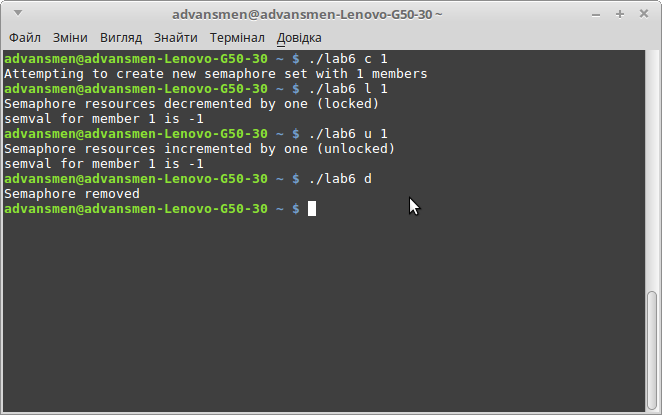 advansmen@advansmen-Lenovo-G50-30 ~
Файл Зміни Вигляд Знайти Термінал Довідка
advansmen@advansmen-Lenovo-G50-30 ~ $ ./lab6 c 1
Attempting to create new semaphore set with 1 members
advansmen@advansmen-Lenovo-G50-30 ~ $ ./lab6 l 1
Semaphore resources decremented by one (locked)
semval for member 1 is -1
advansmen@advansmen-Lenovo-G50-30 ~ $ ./lab6 u 1
Semaphore resources incremented by one (unlocked)
semval for member 1 is -1
advansmen@advansmen-Lenovo-G50-30 ~ $ ./lab6 d
Semaphore removed
advansmen@advansmen-Lenovo-G50-30 ~ $